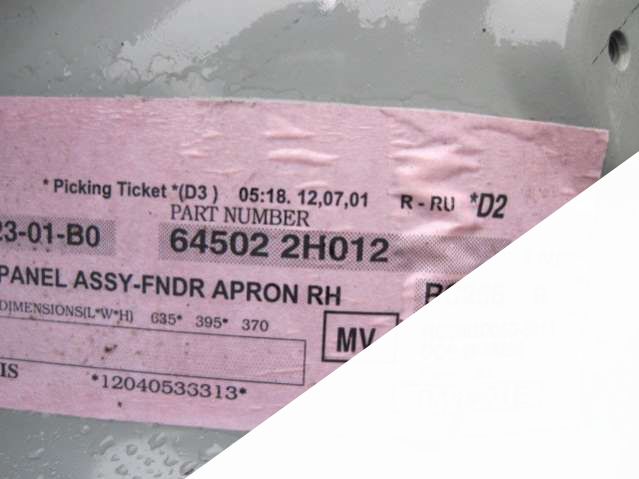 * Picking Ticket *(D3 ) 05:18. 12,07,01 R - RU *D2
PART NUMBER
23-01-B0 64502 2H012
PANEL ASSY-FNDR APRON RH
DIMENSIONS(L*W*H) 635* 395* 370
MV
IS *12040533313*